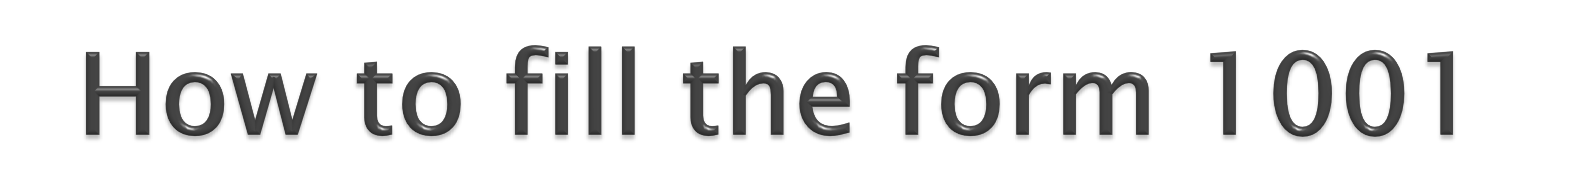 How to fill the form 1001